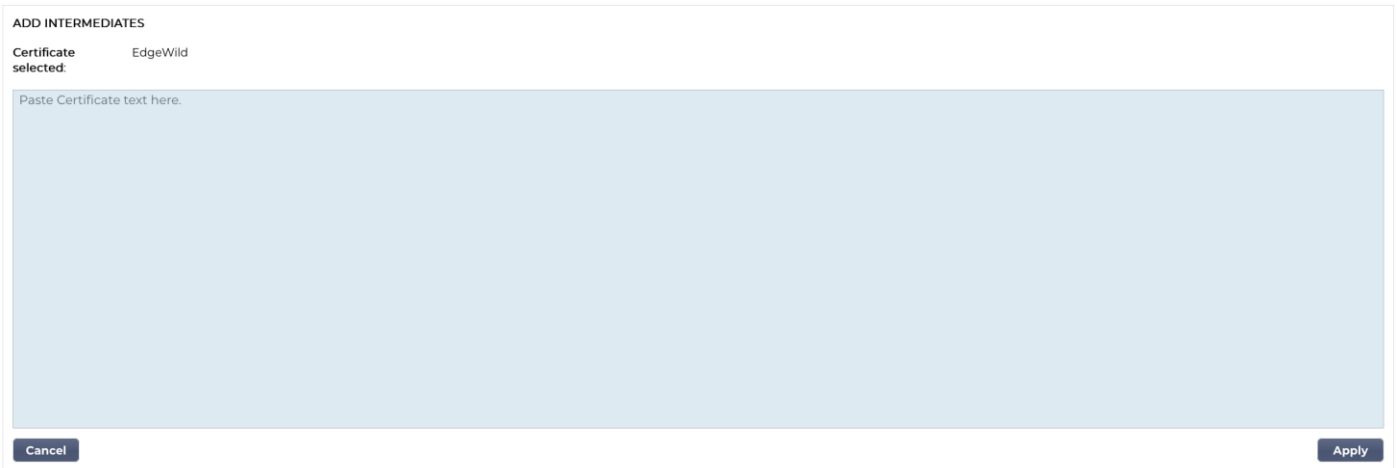 ADD INTERMEDIATES
Certificate selected: EdgeWild
Paste Certificate text here.
Cancel
Apply